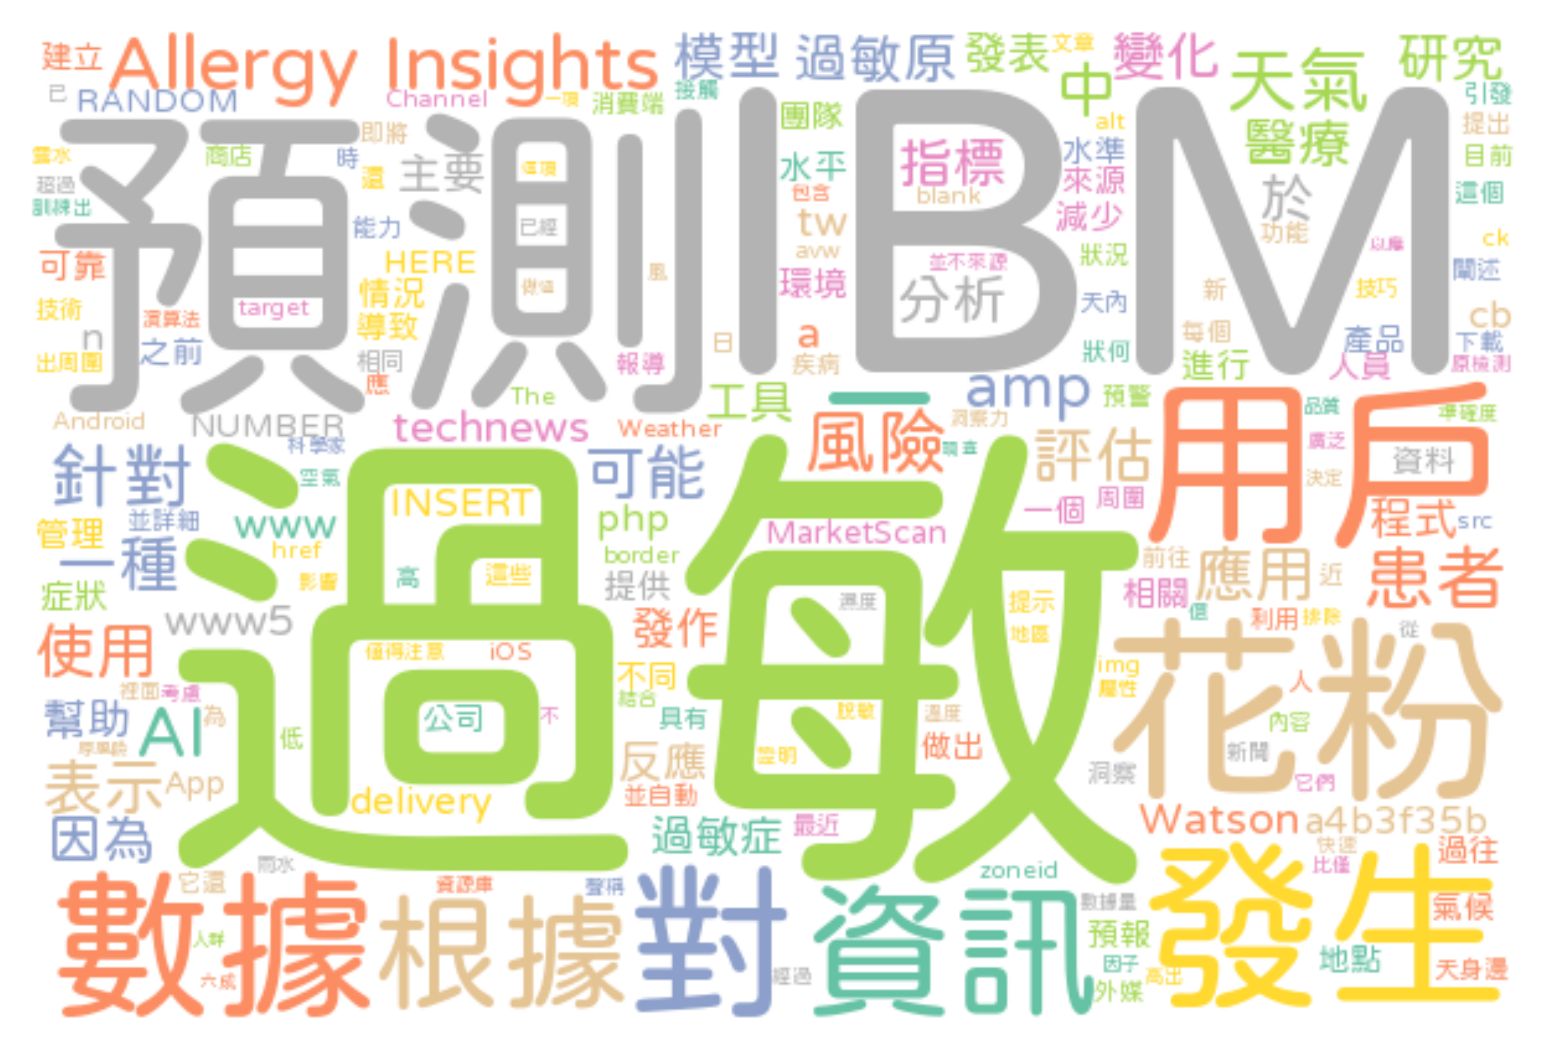 建立 Allergy Insights 模型 過敏原 發表 文章 中 變化 天氣 研究
已 RANDOM Channel 一項 消費端 接觸 引發
預測 IBM
即將 主要 團隊 指標 alt 水準 醫療 提出
露水 商店 時 還 水平 來源 目前
超過 包含 blank 減少 於 這個
訓練出 能力 已經 tw 功能
可靠 HERE 風 avw 並不來源 狀況 ck
技術 target 情況 環境 分析 天內 新 技巧 闡述
n 演算法 導致 a 每個 cb
出周圍 之前 相同 報導 日 疾病 狀何 進行 產品 人員 下載 原檢測
應 The 工具 一 amp 預警 用戶 品質 準確度
Android NUMBER technews Weather 風險 洞察力
針對 科學家 可能 評估 廣泛 資料
空氣 過敏 決定
管理 並詳細 INSERT php 一個 周圍 程式 src
www MarketScan
一種 href border 前往 應用 近 患者
症狀 影響 高 這些 提供 濕度 提示 相關
www5 發作 地區 還 利用 排除 從
使用 值得注意 iOS 不同 img 花粉
裡面 考慮 結合 屬性 人
幫助 AI 為 低 公司 不 具有 脫敏 溫度 內容
反應 聲明 做出 新聞
表示 App 並自動 洞察 它們
delivery Watson a4b3f35b
因為 過敏症 最近 快速 過往
雨水 比僅
它還 資源庫 聲稱 zoneid
數據 根據 對 資訊 數據量 發生 氣候
人群 預報
六成 經過 因子 高出 地點 天身邊
外媒